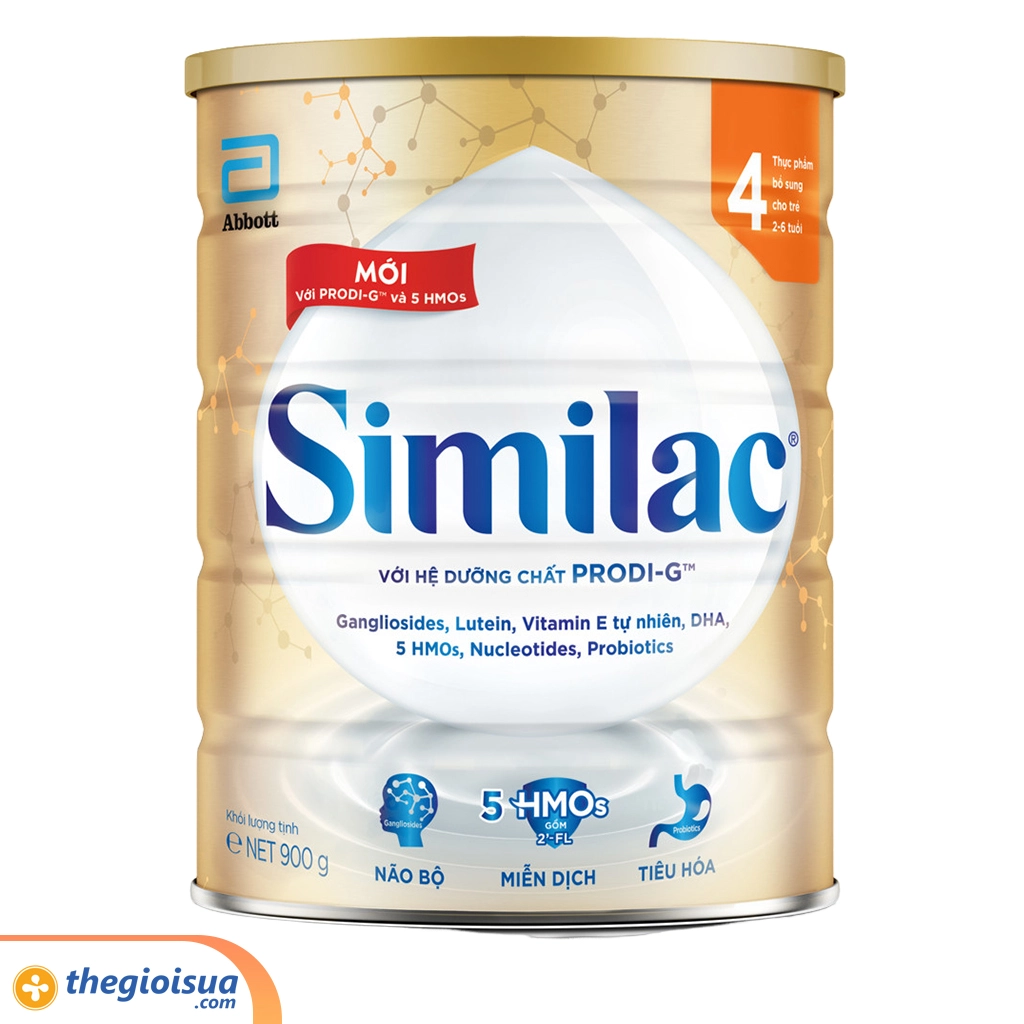 Abbott
4
Thực phẩm
bổ sung
cho trẻ
2-6 tuổi
MỚI
Với PRODI-G™ và 5 HMOs
Similac®
VỚI HỆ DƯỠNG CHẤT PRODI-G™
Gangliosides, Lutein, Vitamin E tự nhiên, DHA,
5 HMOs, Nucleotides, Probiotics
Gangliosides
5 HMOs
GỒM
2'-FL
Probiotics
Khối lượng tịnh
e NET 900 g
NÃO BỘ
MIỄN DỊCH
TIÊU HÓA
thegioisua
.com